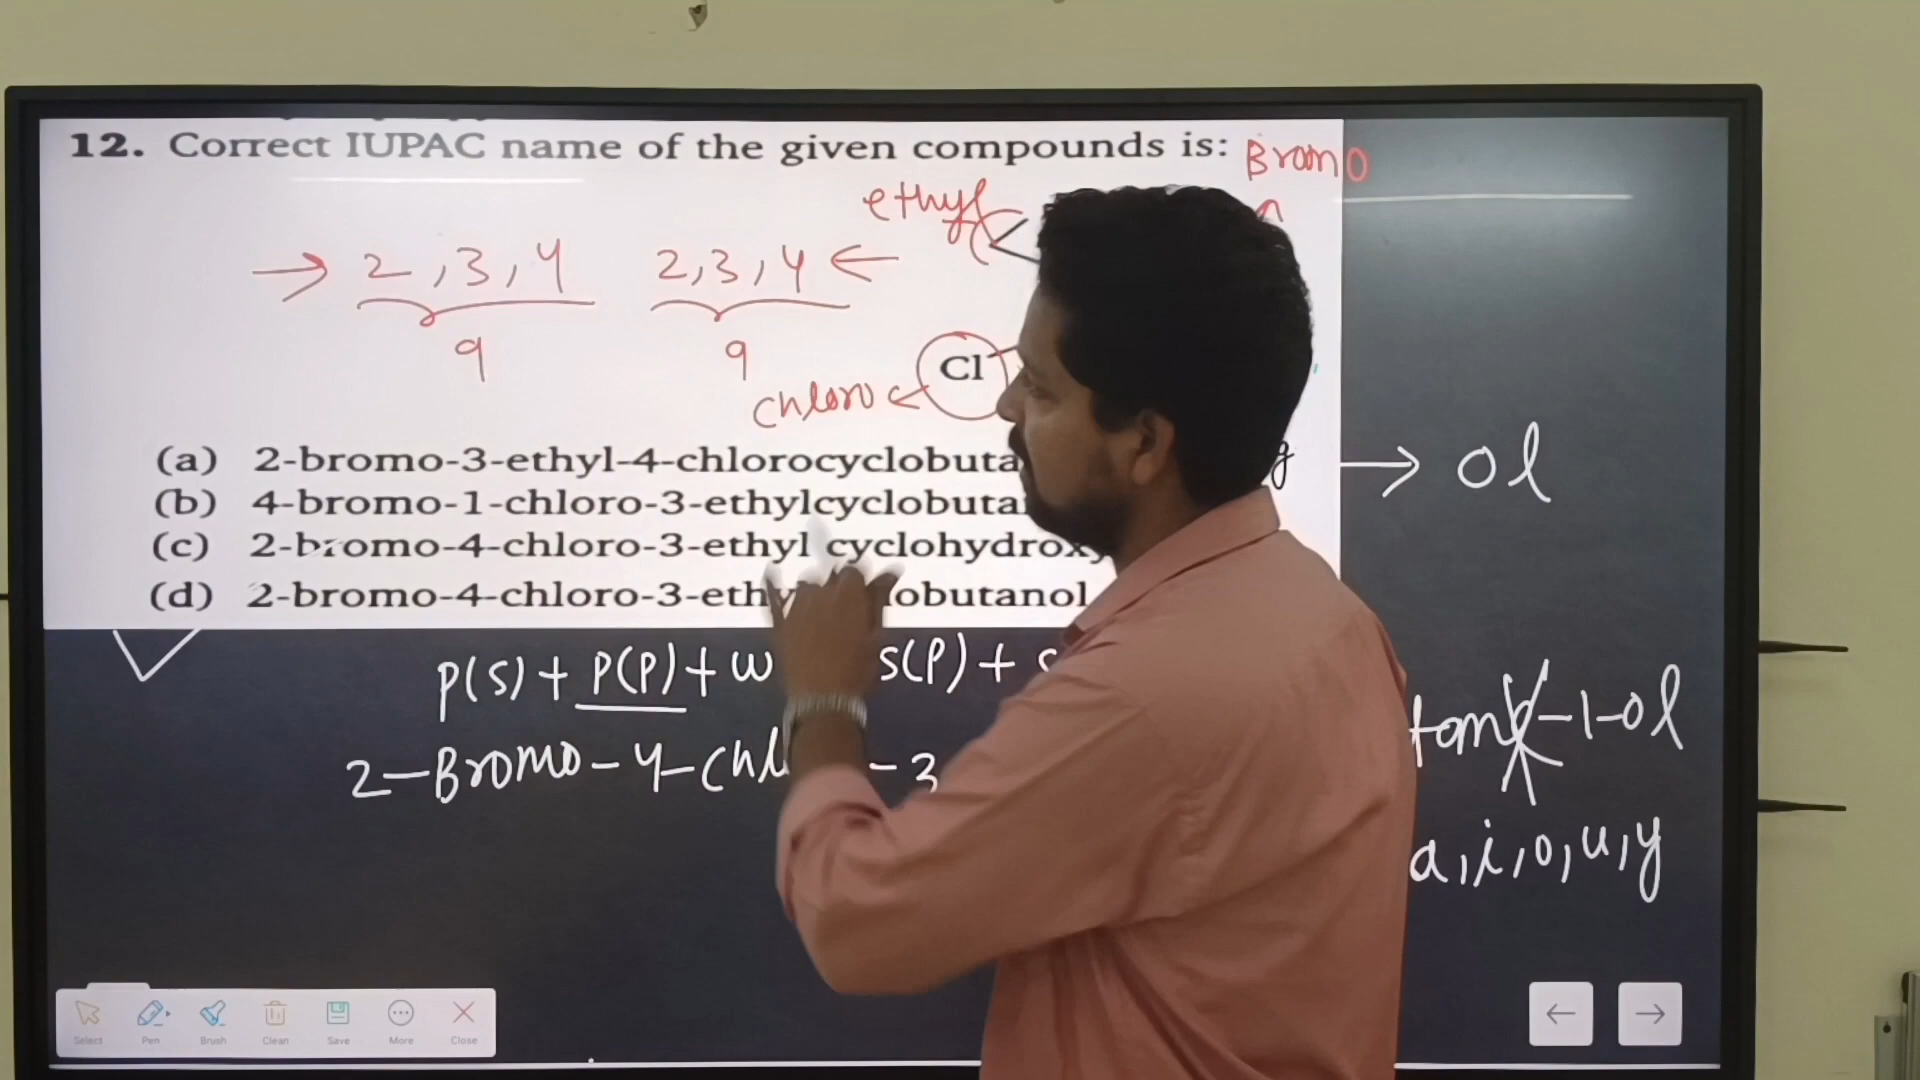 12. Correct IUPAC name of the given compounds is: Bromo
ethyl
→ 2,3,4 2,3,4 ←
9 9
Cl
chloro ←
(a) 2-bromo-3-ethyl-4-chlorocyclobuta
(b) 4-bromo-1-chloro-3-ethylcyclobuta
(c) 2-bromo-4-chloro-3-ethyl cyclohydroxy
(d) 2-bromo-4-chloro-3-ethy lobutanol
→ ol
p(s) + p(p) + w s(p) +
2-Bromo-4-chl -3
-1-ol
a,i,o,u,y
Select Pen Brush Clean Save More Close